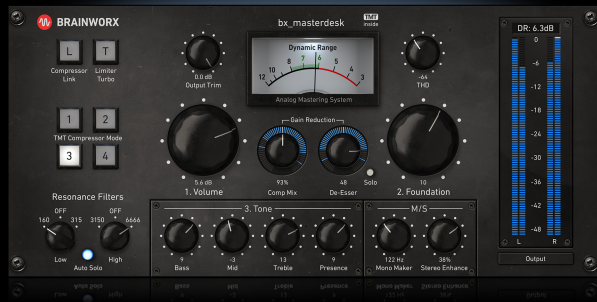 BRAINWORX
bx_masterdesk
TMT
inside
L T
Compressor
Link
Limiter
Turbo
1 2
TMT Compressor Mode
3 4
Resonance Filters
OFF OFF
160 315 3150 6666
Low High
Auto Solo
0.0 dB
Output Trim
Dynamic Range
12 10 8 7 6 5 4 3
Analog Mastering System
-64
THD
5.6 dB
1. Volume
Gain Reduction
93%
Comp Mix
48
De-Esser
Solo
10
2. Foundation
3. Tone
9
Bass
-3
Mid
13
Treble
9
Presence
M/S
122 Hz
Mono Maker
38%
Stereo Enhance
DR: 6.3dB
0
-6
-12
-18
-24
-30
-36
-42
-48
L R
Output